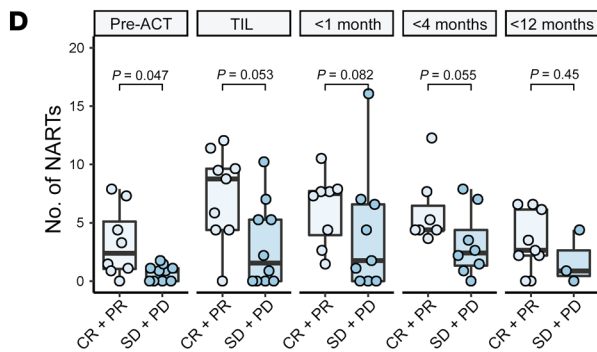 D
Pre-ACT TIL <1 month <4 months <12 months
P = 0.047 P = 0.053 P = 0.082 P = 0.055 P = 0.45
No. of NARTs
20
15
10
5
0
CR + PR SD + PD CR + PR SD + PD CR + PR SD + PD CR + PR SD + PD CR + PR SD + PD